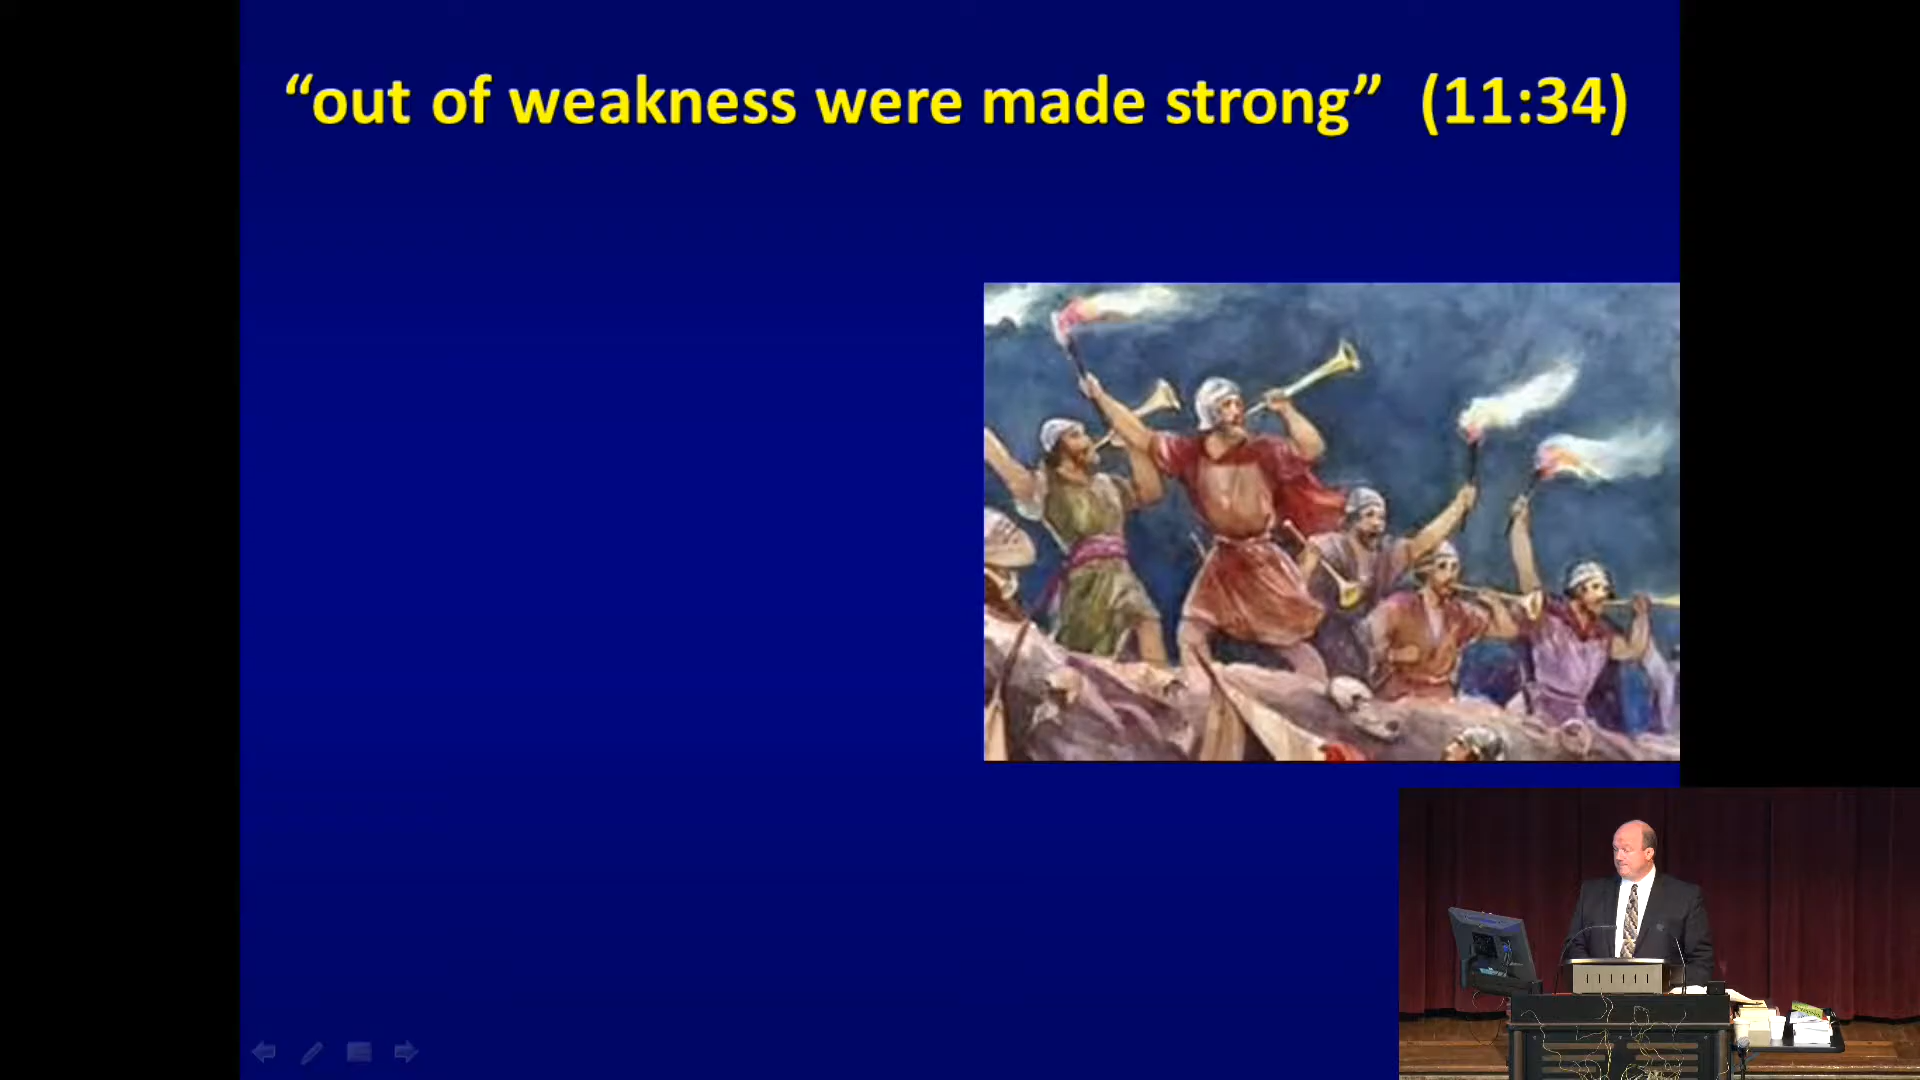 “out of weakness were made strong”  (11:34)